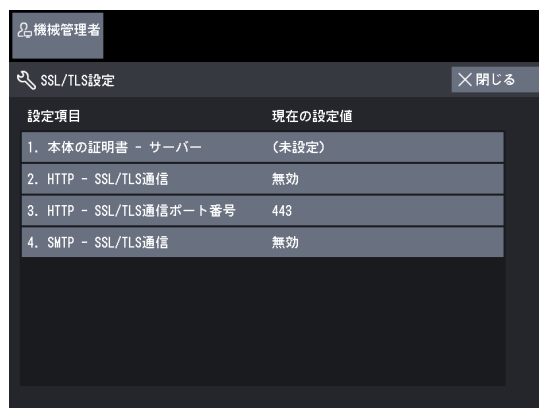 機械管理者
SSL/TLS設定
閉じる
設定項目 現在の設定値
1. 本体の証明書 - サーバー (未設定)
2. HTTP - SSL/TLS通信 無効
3. HTTP - SSL/TLS通信ポート番号 443
4. SMTP - SSL/TLS通信 無効